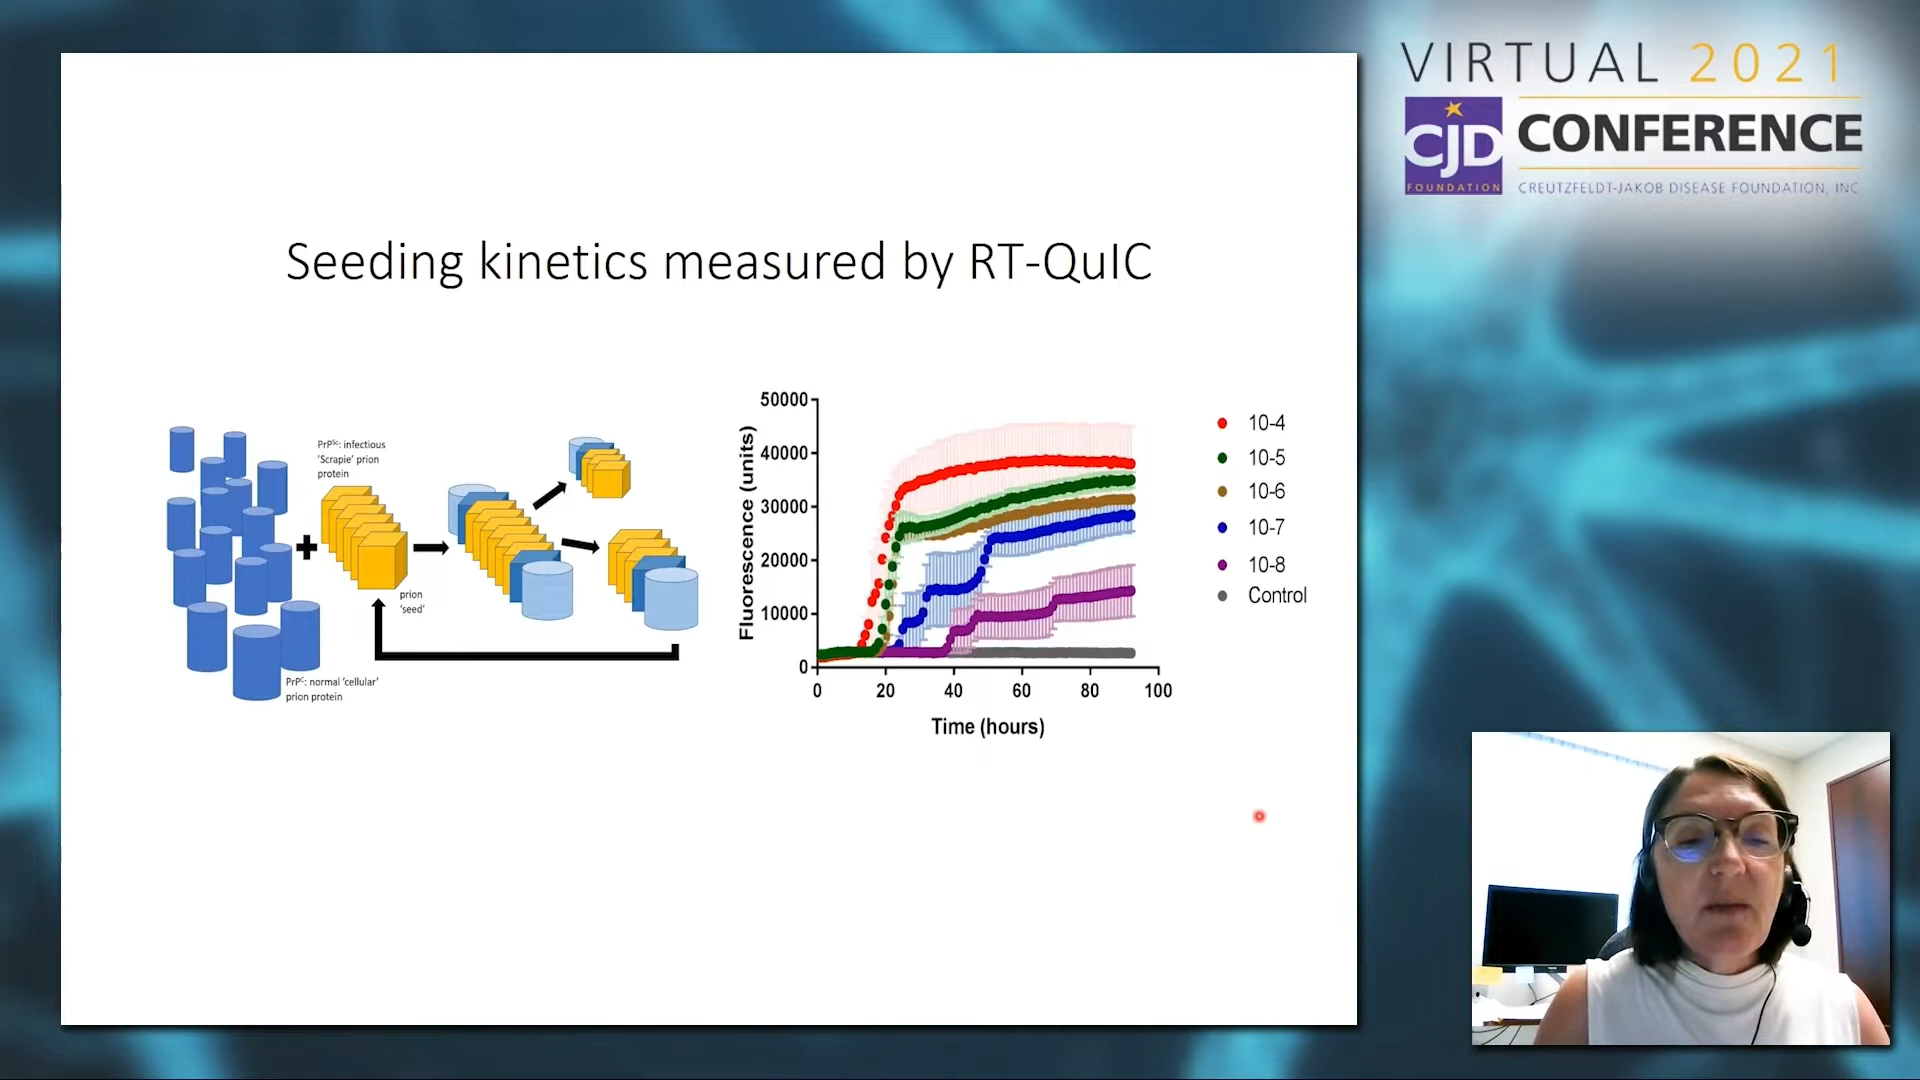 VIRTUAL 2021
CJD
FOUNDATION
CONFERENCE
CREUTZFELDT-JAKOB DISEASE FOUNDATION, INC
Seeding kinetics measured by RT-QuIC
PrPSc: infectious
'Scrapie' prion
protein
prion
'seed'
PrPC: normal 'cellular'
prion protein
Fluorescence (units)
50000
40000
30000
20000
10000
0
0 20 40 60 80 100
Time (hours)
10-4
10-5
10-6
10-7
10-8
Control